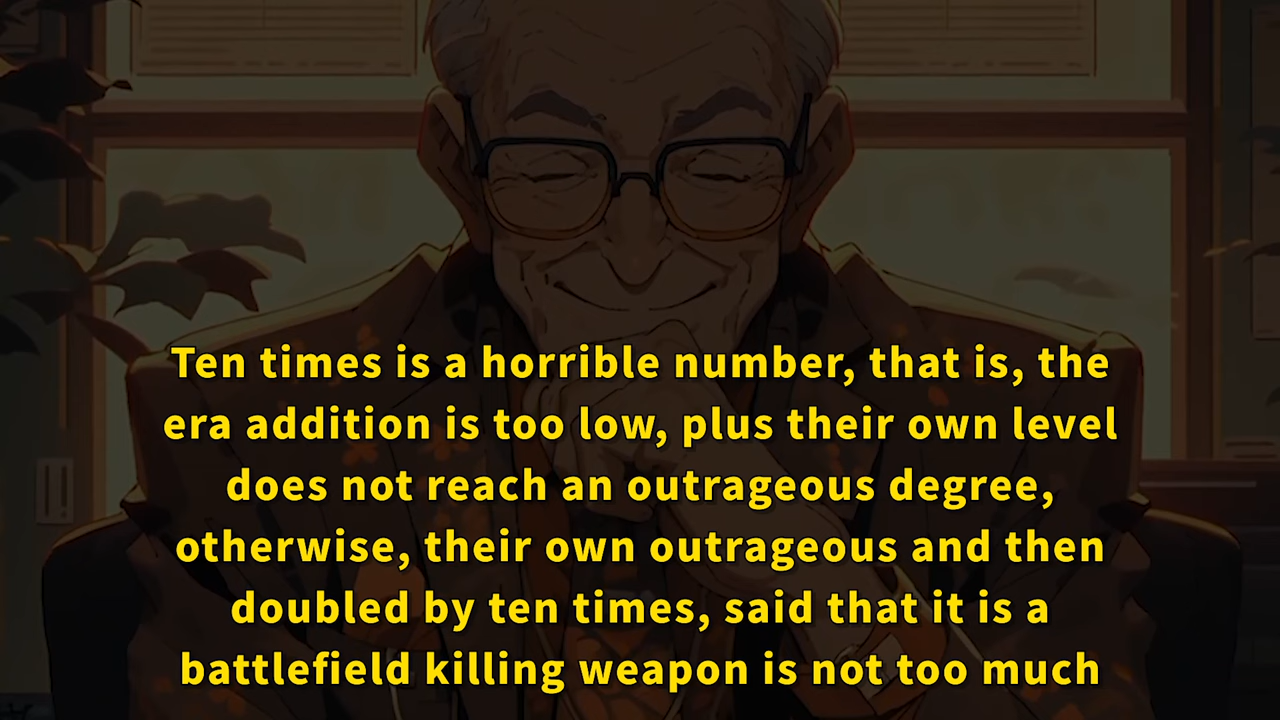 Ten times is a horrible number, that is, the
era addition is too low, plus their own level
does not reach an outrageous degree,
otherwise, their own outrageous and then
doubled by ten times, said that it is a
battlefield killing weapon is not too much